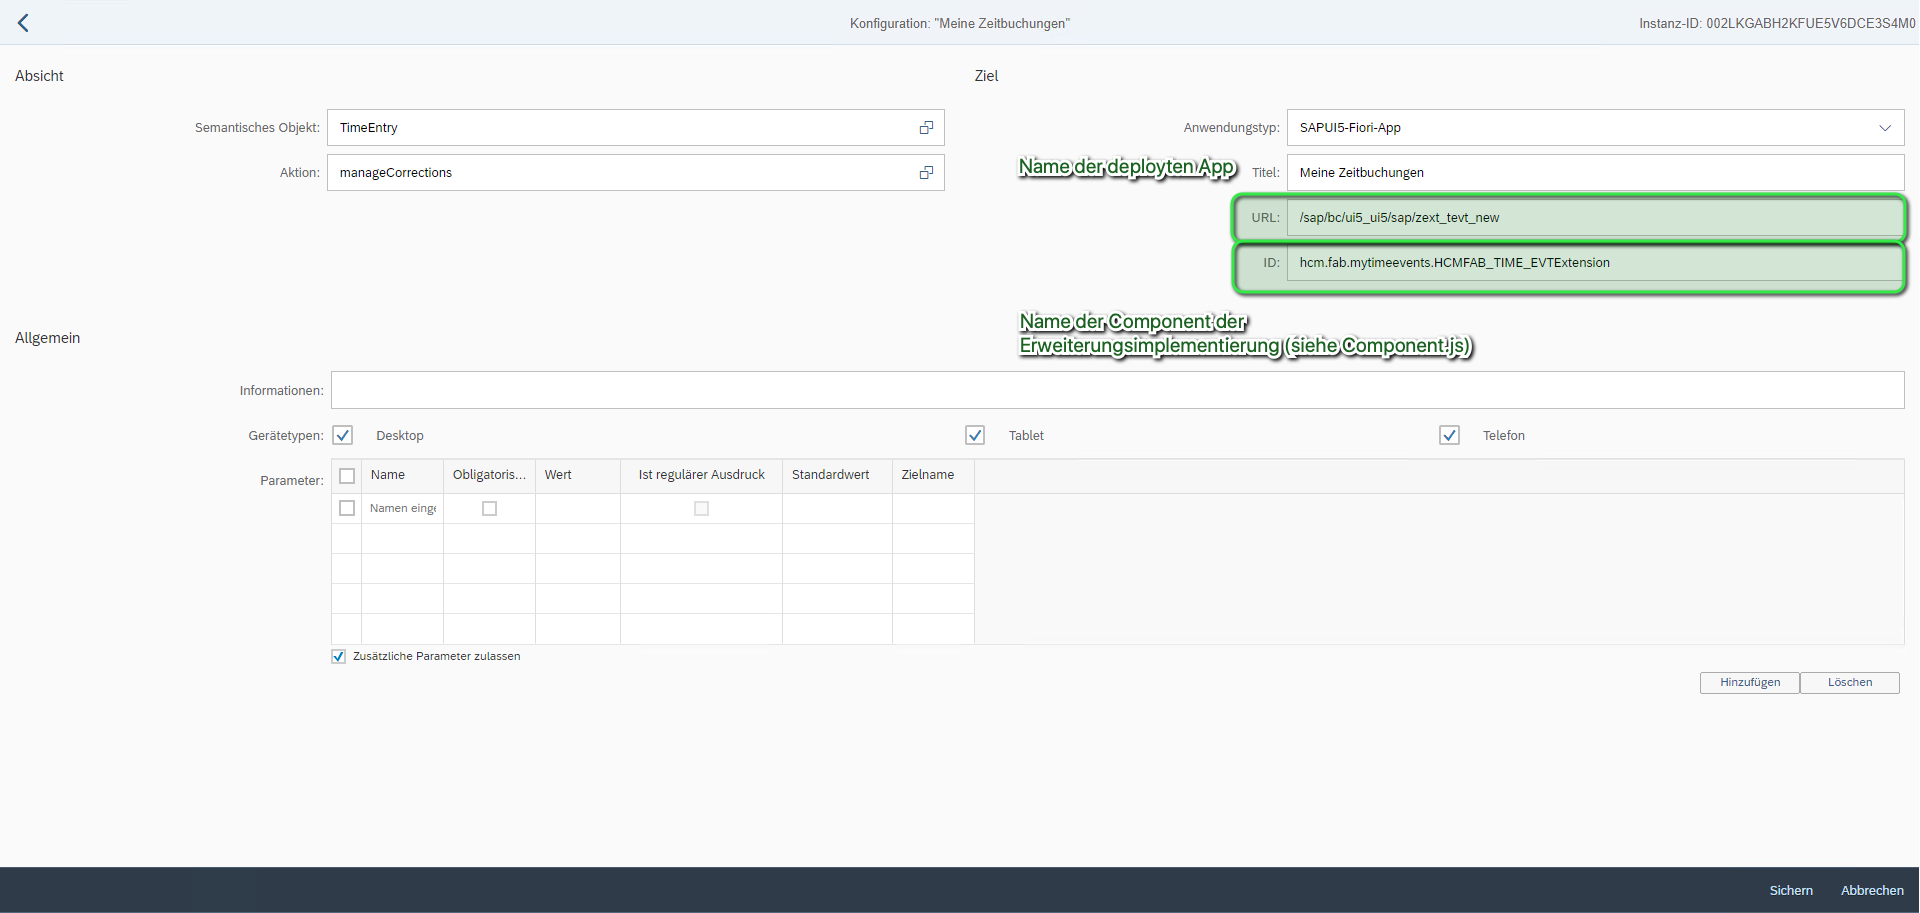 Konfiguration: "Meine Zeitbuchungen"
Instanz-ID: 002LKGABH2KFUE5V6DCE3S4M0
Absicht
Ziel
Semantisches Objekt: TimeEntry
Anwendungstyp: SAPUI5-Fiori-App
Aktion: manageCorrections
Name der deployten App
Titel: Meine Zeitbuchungen
URL: /sap/bc/ui5_ui5/sap/zext_tevt_new
ID: hcm.fab.mytimeevents.HCMFAB_TIME_EVTExtension
Name der Component der
Erweiterungsimplementierung (siehe Component.js)
Allgemein
Informationen:
Gerätetypen: Desktop Tablet Telefon
Parameter: Name Obligatoris... Wert Ist regulärer Ausdruck Standardwert Zielname
Namen einge
Zusätzliche Parameter zulassen
Hinzufügen Löschen
Sichern Abbrechen